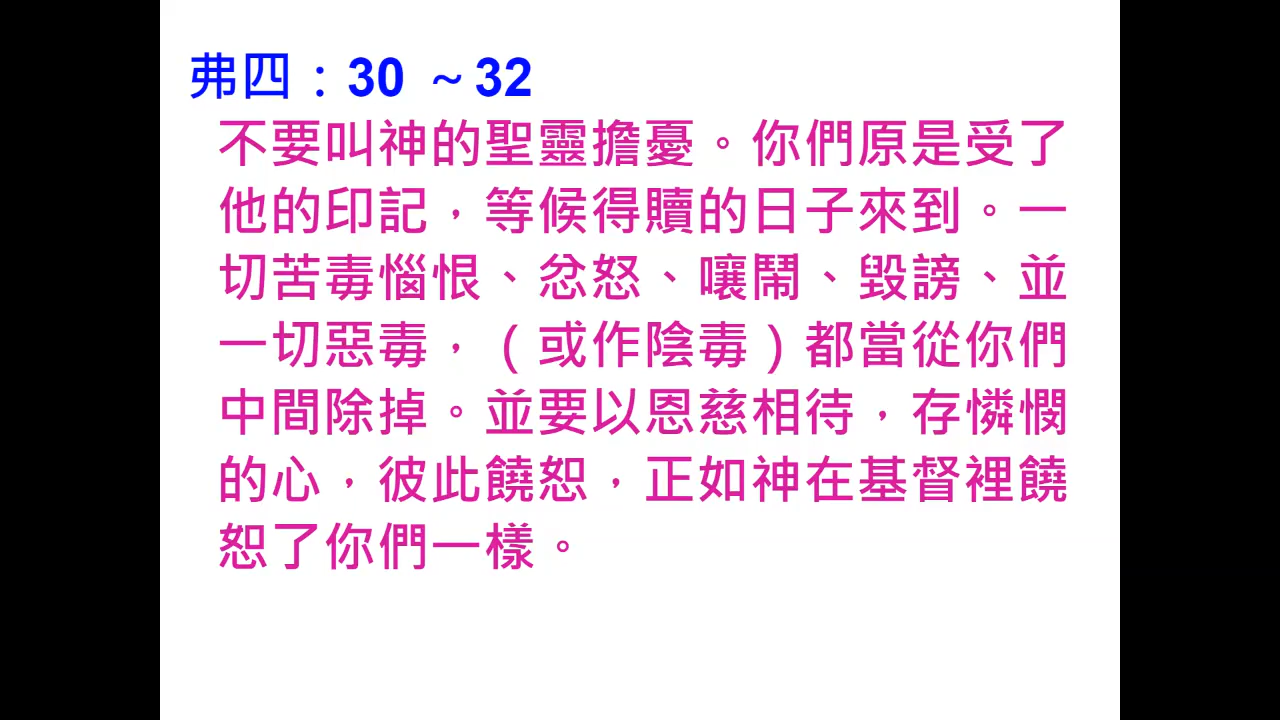 弗四：30 ～32
不要叫神的聖靈擔憂。你們原是受了
他的印記，等候得贖的日子來到。一
切苦毒惱恨、忿怒、嚷鬧、毀謗、並
一切惡毒，（或作陰毒）都當從你們
中間除掉。並要以恩慈相待，存憐憫
的心，彼此饒恕，正如神在基督裡饒
恕了你們一樣。